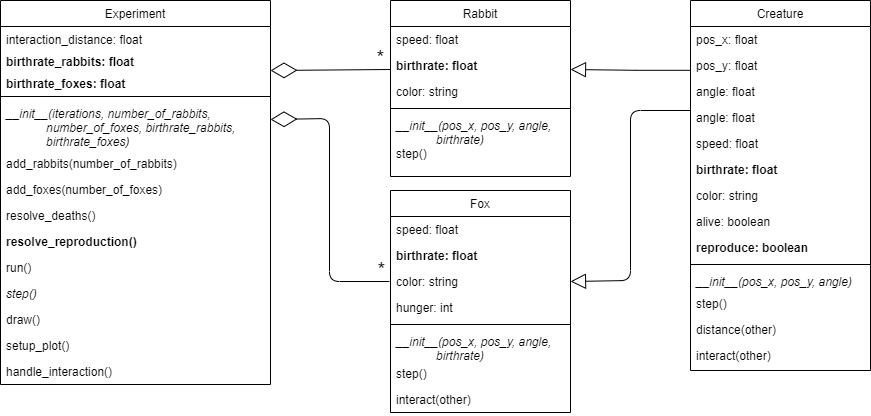 Experiment
interaction_distance: float
birthrate_rabbits: float
birthrate_foxes: float
__init__(iterations, number_of_rabbits,
number_of_foxes, birthrate_rabbits,
birthrate_foxes)
add_rabbits(number_of_rabbits)
add_foxes(number_of_foxes)
resolve_deaths()
resolve_reproduction()
run()
step()
draw()
setup_plot()
handle_interaction()
*
*
Rabbit
speed: float
birthrate: float
color: string
__init__(pos_x, pos_y, angle,
birthrate)
step()
Fox
speed: float
birthrate: float
color: string
hunger: int
__init__(pos_x, pos_y, angle,
birthrate)
step()
interact(other)
Creature
pos_x: float
pos_y: float
angle: float
angle: float
speed: float
birthrate: float
color: string
alive: boolean
reproduce: boolean
__init__(pos_x, pos_y, angle)
step()
distance(other)
interact(other)